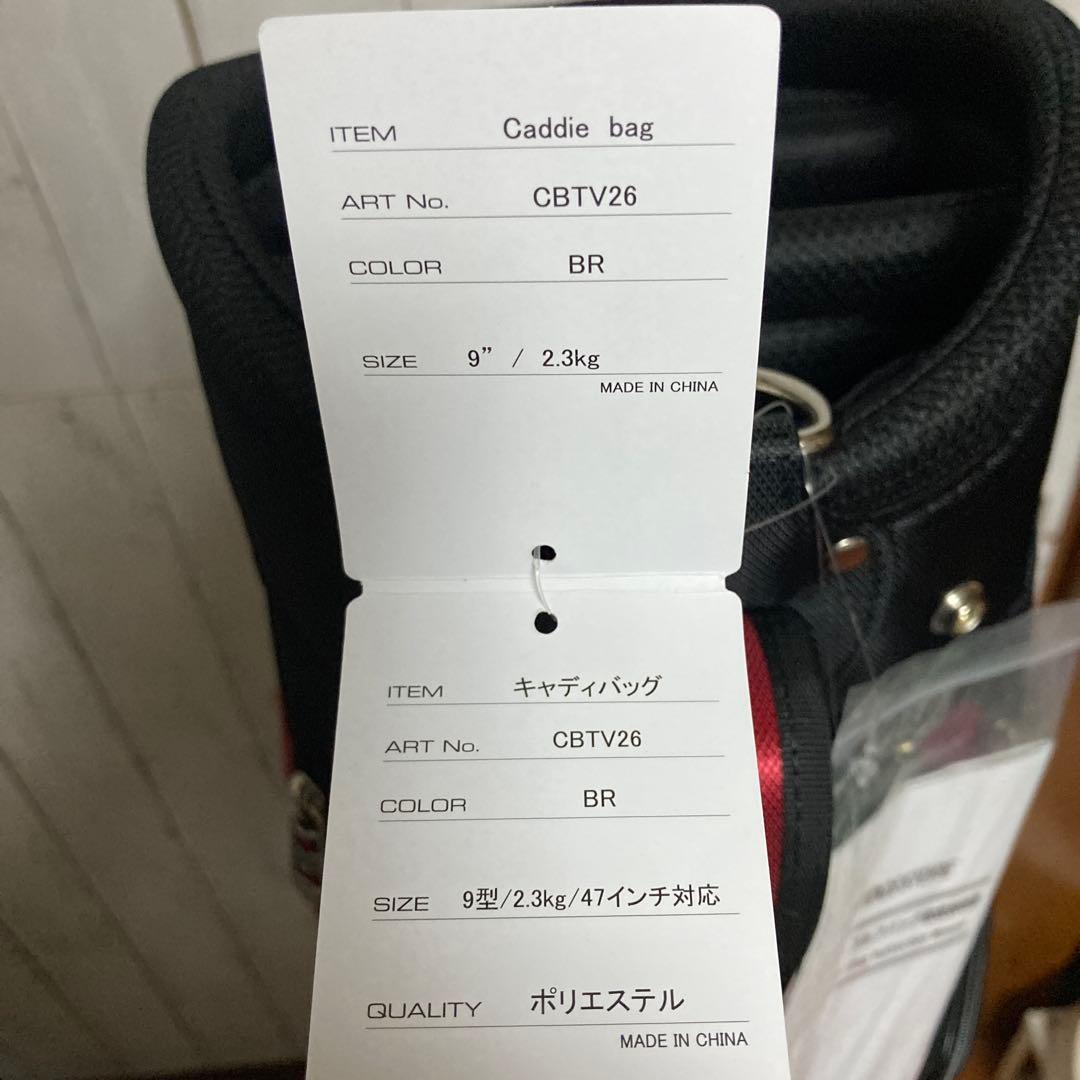 ITEM Caddie bag
ART No. CBTV26
COLOR BR
SIZE 9” / 2.3kg
MADE IN CHINA
ITEM キャディバッグ
ART No. CBTV26
COLOR BR
SIZE 9型/2.3kg/47インチ対応
QUALITY ポリエステル
MADE IN CHINA